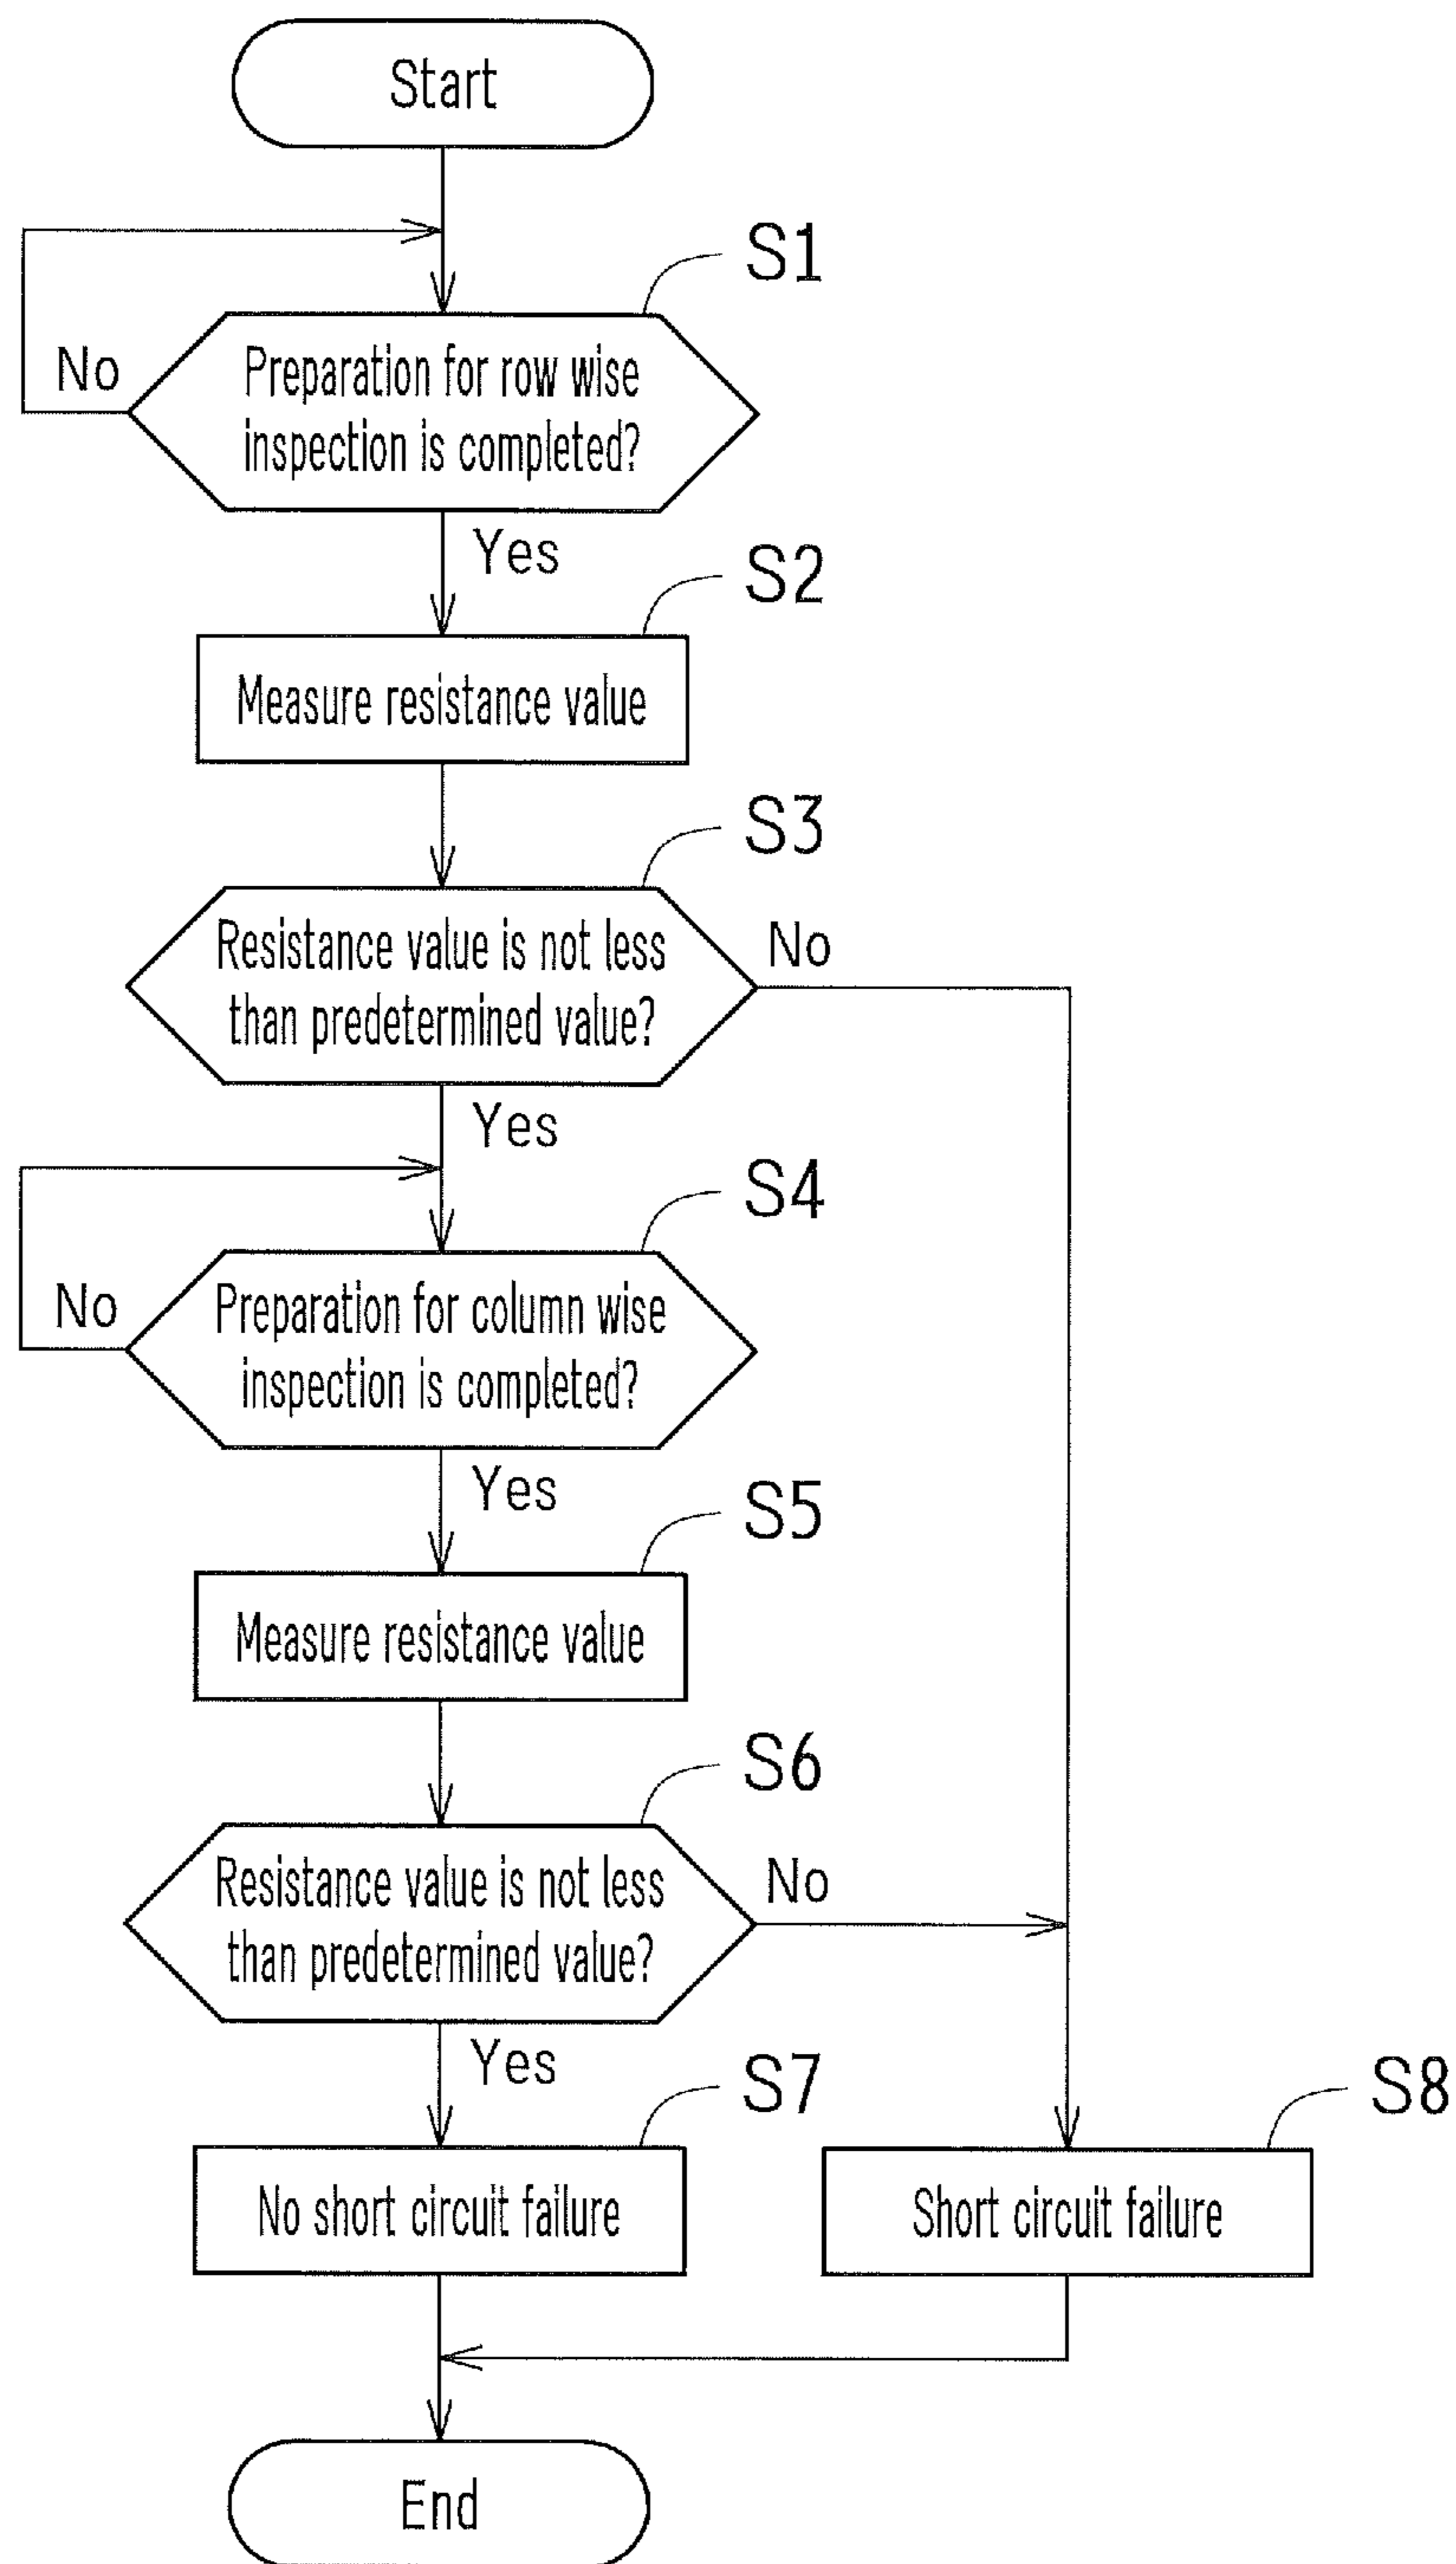 Start
S1
No
Preparation for row wise
inspection is completed?
Yes
S2
Measure resistance value
S3
Resistance value is not less
than predetermined value?
No
Yes
S4
No
Preparation for column wise
inspection is completed?
Yes
S5
Measure resistance value
S6
Resistance value is not less
than predetermined value?
No
Yes
S7
S8
No short circuit failure
Short circuit failure
End